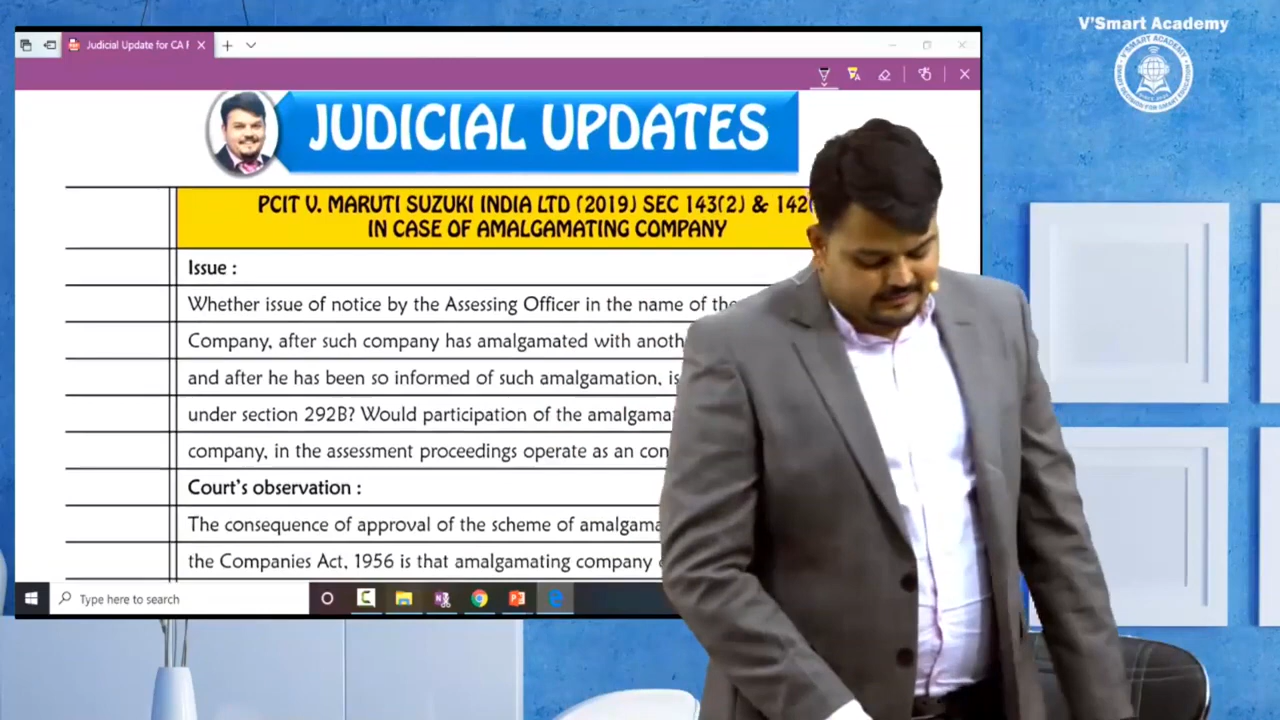 V'Smart Academy
Judicial Update for CA F
V'SMART ACADEMY
JUDICIAL UPDATES
PCIT V. MARUTI SUZUKI INDIA LTD (2019) SEC 143(2) & 142(
IN CASE OF AMALGAMATING COMPANY
Issue :
Whether issue of notice by the Assessing Officer in the name of the
Company, after such company has amalgamated with anoth
and after he has been so informed of such amalgamation, is
under section 292B? Would participation of the amalgama
company, in the assessment proceedings operate as an con
Court's observation :
The consequence of approval of the scheme of amalgama
the Companies Act, 1956 is that amalgamating company
Type here to search